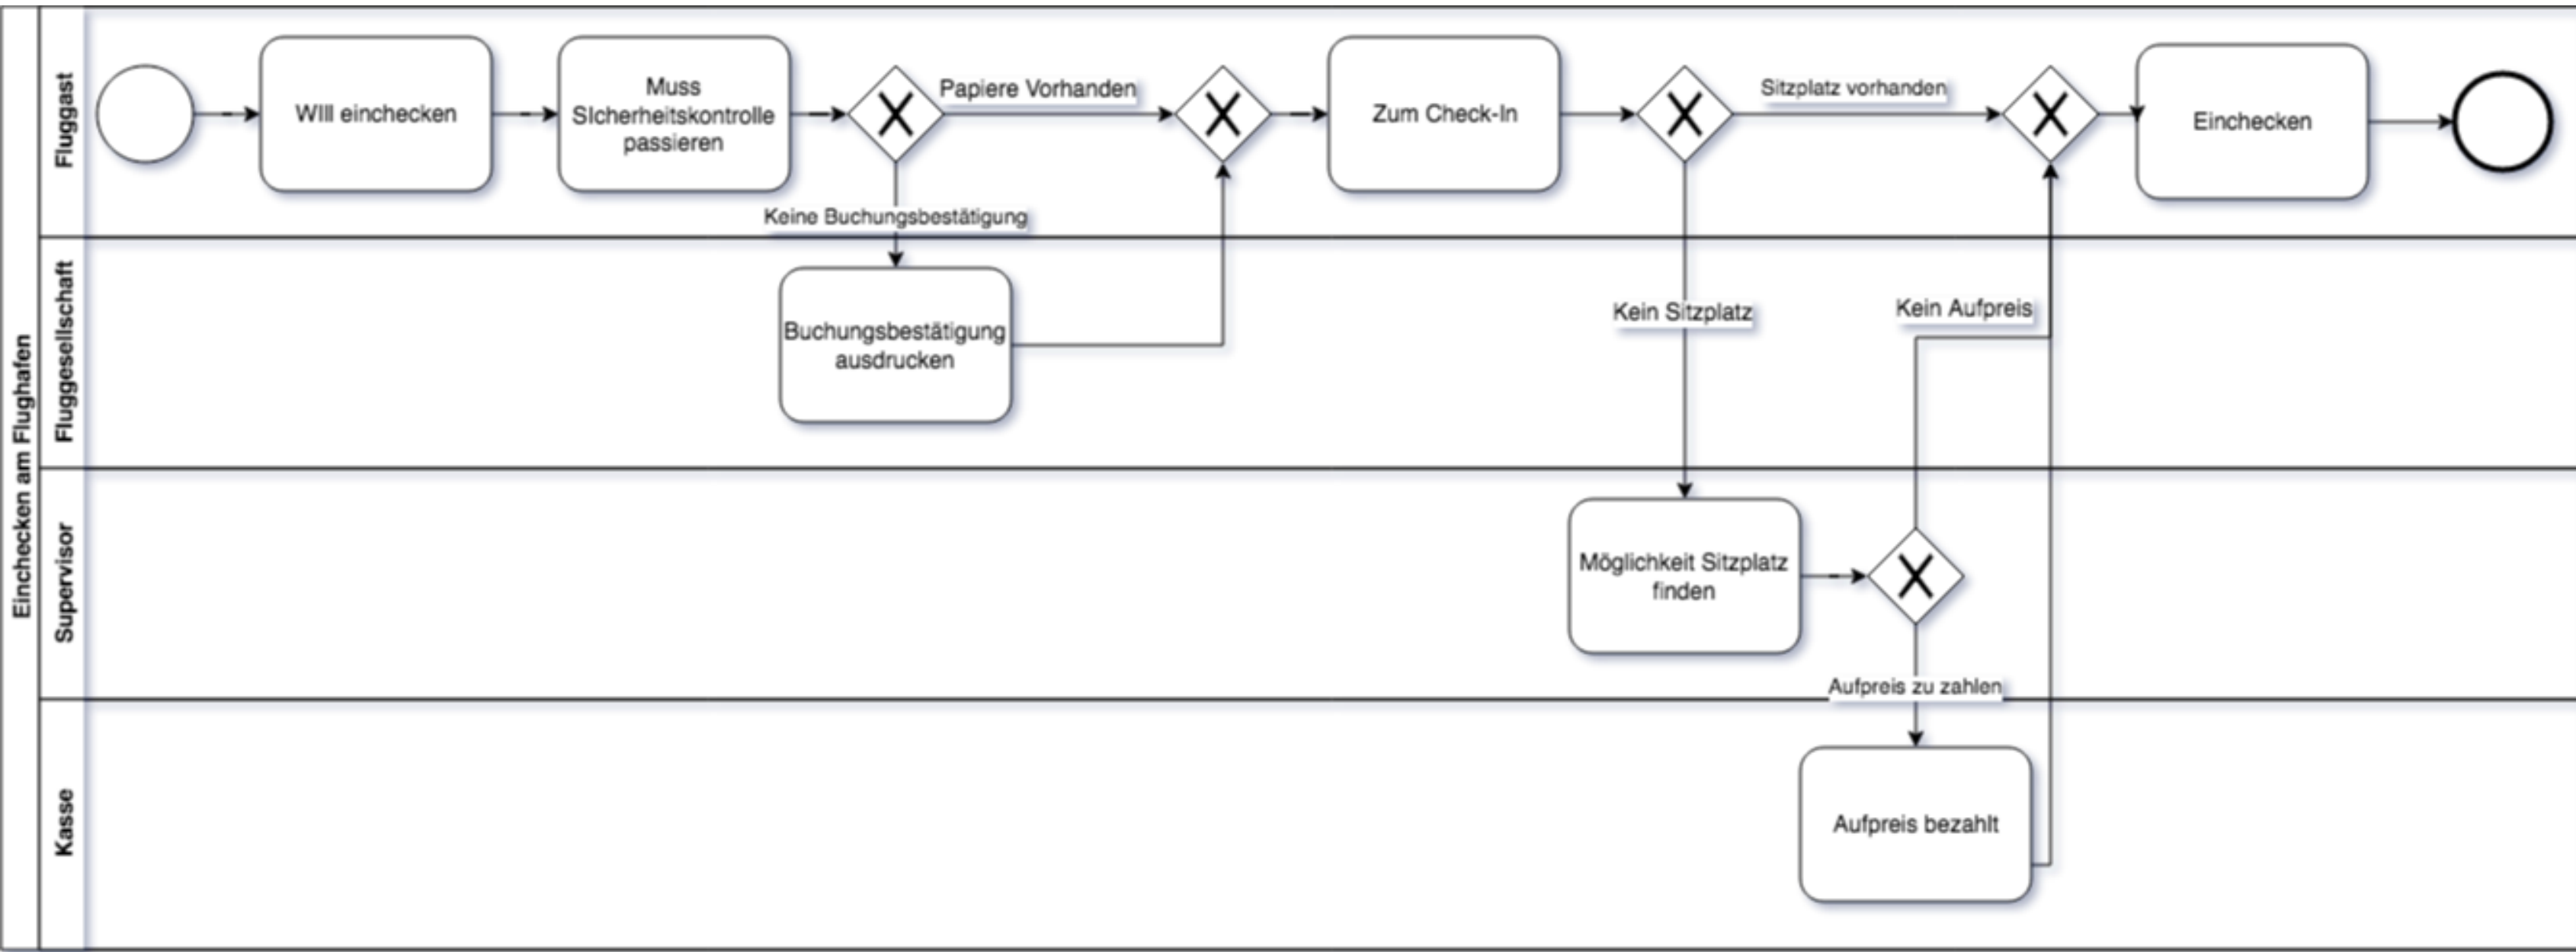 Einchecken am Flughafen
Fluggast
WIll einchecken
Muss
SIcherheitskontrolle
passieren
Papiere Vorhanden
Keine Buchungsbestätigung
Zum Check-In
Sitzplatz vorhanden
Einchecken
Fluggesellschaft
Buchungsbestätigung
ausdrucken
Kein Sitzplatz
Kein Aufpreis
Supervisor
Möglichkeit Sitzplatz
finden
Aufpreis zu zahlen
Kasse
Aufpreis bezahlt